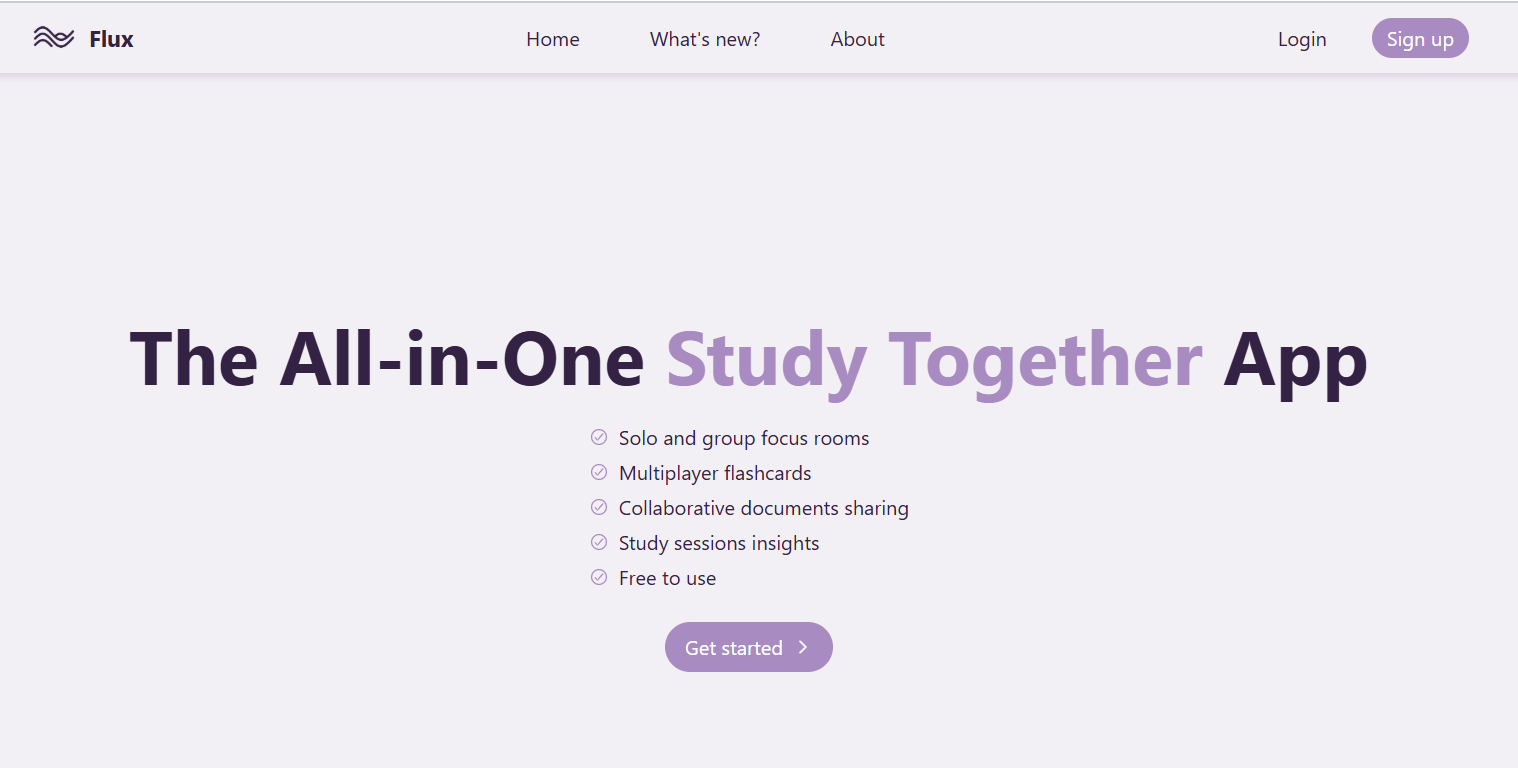 Flux
Home
What's new?
About
Login
Sign up
The All-in-One Study Together App
Solo and group focus rooms
Multiplayer flashcards
Collaborative documents sharing
Study sessions insights
Free to use
Get started